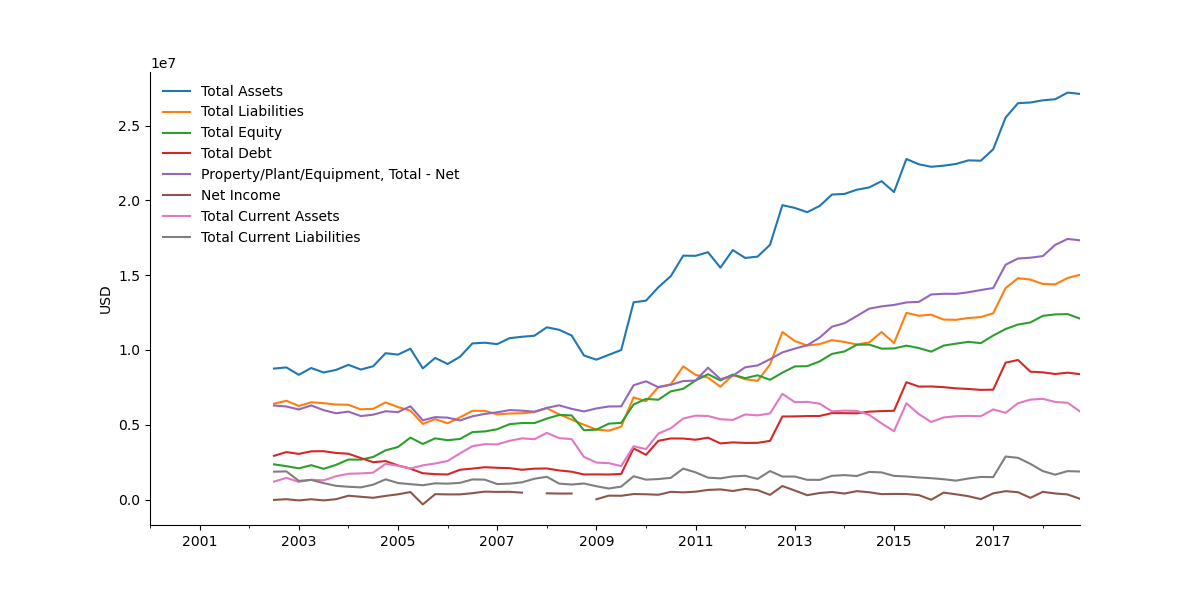 1e7
Total Assets
Total Liabilities
Total Equity
Total Debt
Property/Plant/Equipment, Total - Net
Net Income
Total Current Assets
Total Current Liabilities
USD
2.5
2.0
1.5
1.0
0.5
0.0
2001 2003 2005 2007 2009 2011 2013 2015 2017